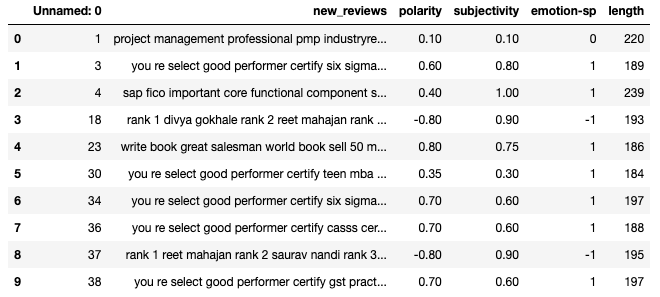 Unnamed: 0 new_reviews polarity subjectivity emotion-sp length
0 1 project management professional pmp industryre... 0.10 0.10 0 220
1 3 you re select good performer certify six sigma... 0.60 0.80 1 189
2 4 sap fico important core functional component s... 0.40 1.00 1 239
3 18 rank 1 divya gokhale rank 2 reet mahajan rank ... -0.80 0.90 -1 193
4 23 write book great salesman world book sell 50 m... 0.80 0.75 1 186
5 30 you re select good performer certify teen mba ... 0.35 0.30 1 184
6 34 you re select good performer certify six sigma... 0.70 0.60 1 197
7 36 you re select good performer certify casss cer... 0.70 0.60 1 188
8 37 rank 1 reet mahajan rank 2 saurav nandi rank 3... -0.80 0.90 -1 195
9 38 you re select good performer certify gst pract... 0.70 0.60 1 197